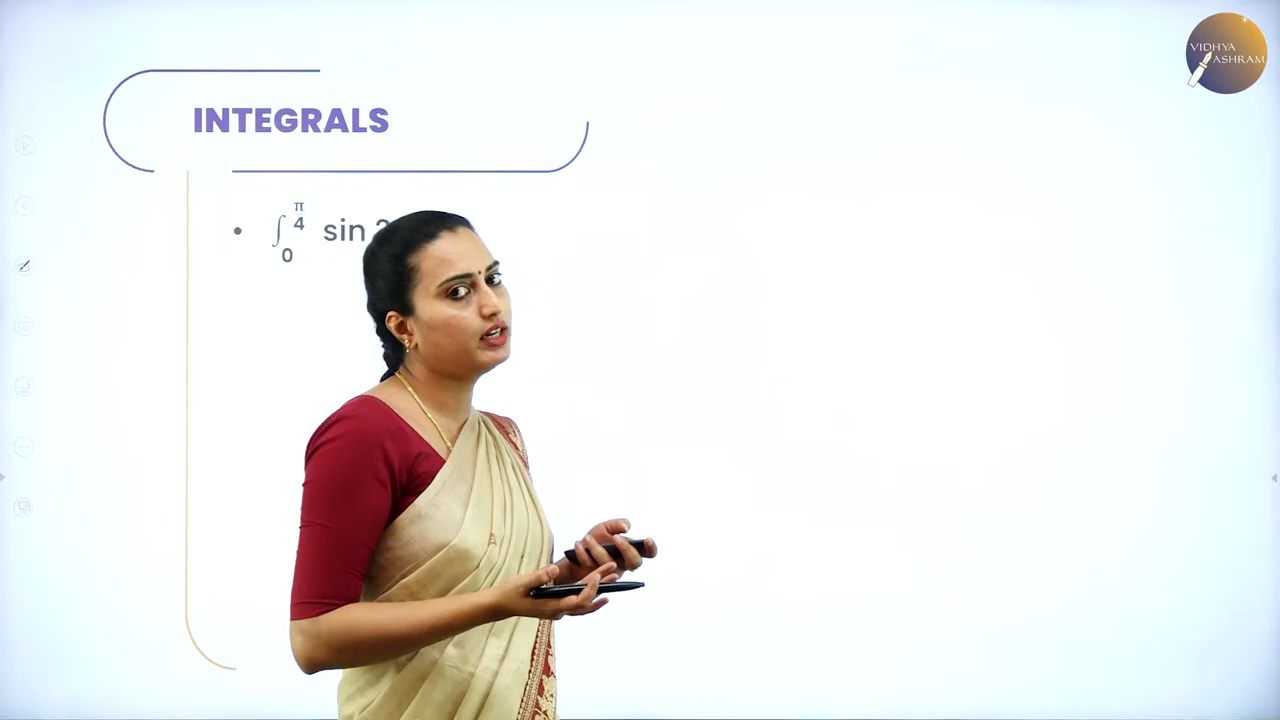 VIDHYA
ASHRAM
INTEGRALS
• ∫₀^(π/4) sin